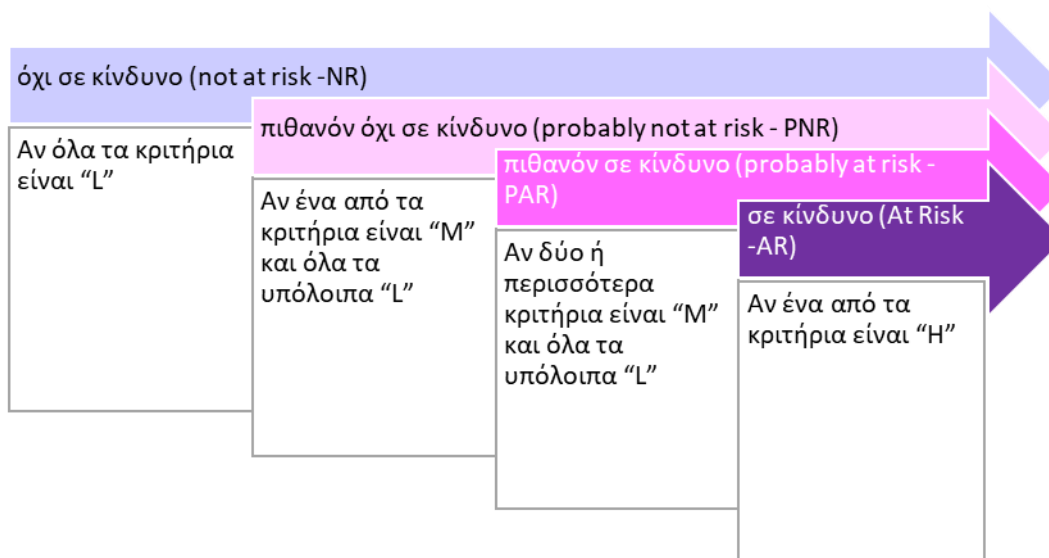 όχι σε κίνδυνο (not at risk -NR)
Αν όλα τα κριτήρια
είναι “L”
πιθανόν όχι σε κίνδυνο (probably not at risk - PNR)
Αν ένα από τα
κριτήρια είναι “M”
και όλα τα
υπόλοιπα “L”
πιθανόν σε κίνδυνο (probably at risk -
PAR)
Αν δύο ή
περισσότερα
κριτήρια είναι “M”
και όλα τα
υπόλοιπα “L”
σε κίνδυνο (At Risk
-AR)
Αν ένα από τα
κριτήρια είναι “H”